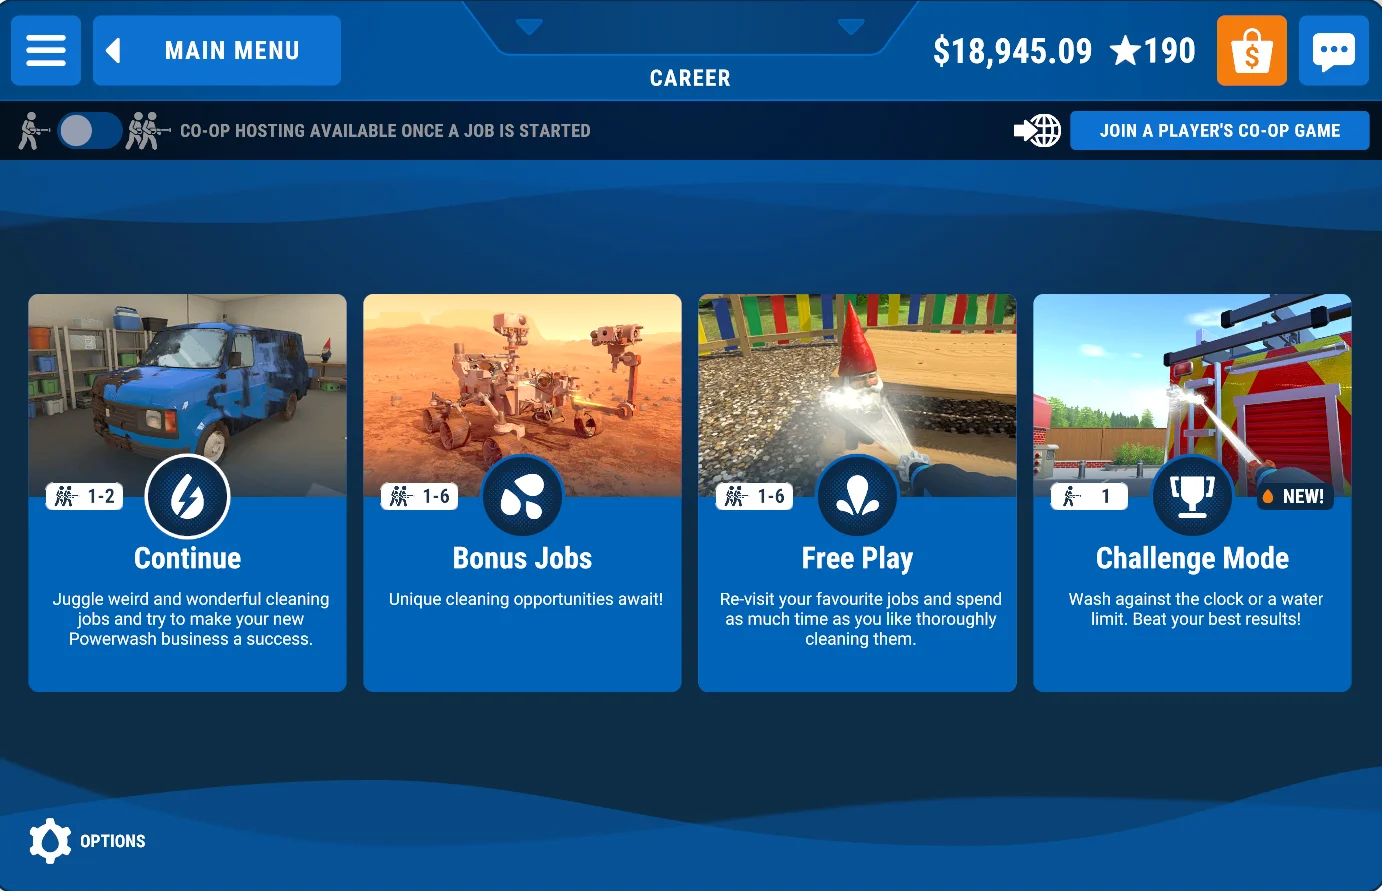 MAIN MENU
CAREER
$18,945.09 ★190
CO-OP HOSTING AVAILABLE ONCE A JOB IS STARTED
JOIN A PLAYER'S CO-OP GAME
1-2
Continue
Juggle weird and wonderful cleaning
jobs and try to make your new
Powerwash business a success.
1-6
Bonus Jobs
Unique cleaning opportunities await!
1-6
Free Play
Re-visit your favourite jobs and spend
as much time as you like thoroughly
cleaning them.
1
NEW!
Challenge Mode
Wash against the clock or a water
limit. Beat your best results!
OPTIONS